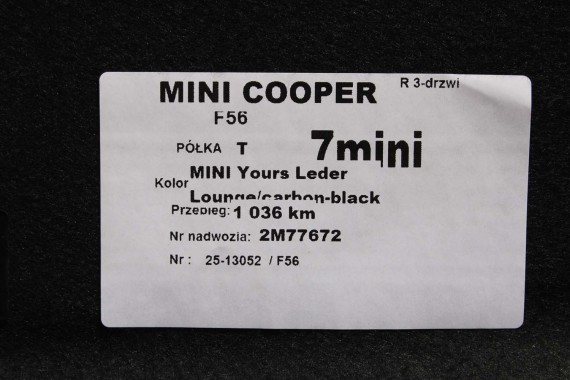 MINI COOPER R 3-drzwi
F56
PÓŁKA T 7mini
Kolor MINI Yours Leder
Lounge/carbon-black
Przebieg: 1 036 km
Nr nadwozia: 2M77672
Nr : 25-13052 / F56